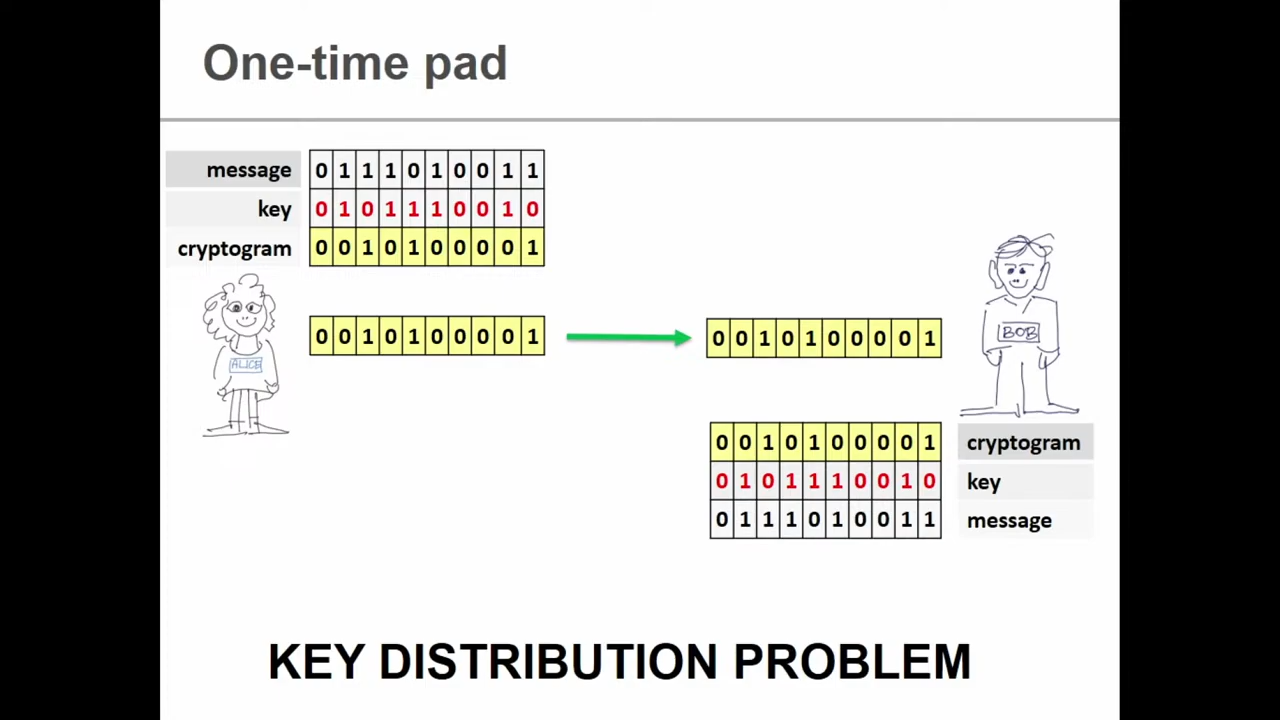 One-time pad
message 0 1 1 1 0 1 0 0 1 1
key 0 1 0 1 1 1 0 0 1 0
cryptogram 0 0 1 0 1 0 0 0 0 1
ALICE
0 0 1 0 1 0 0 0 0 1
0 0 1 0 1 0 0 0 0 1
BOB
0 0 1 0 1 0 0 0 0 1 cryptogram
0 1 0 1 1 1 0 0 1 0 key
0 1 1 1 0 1 0 0 1 1 message
KEY DISTRIBUTION PROBLEM